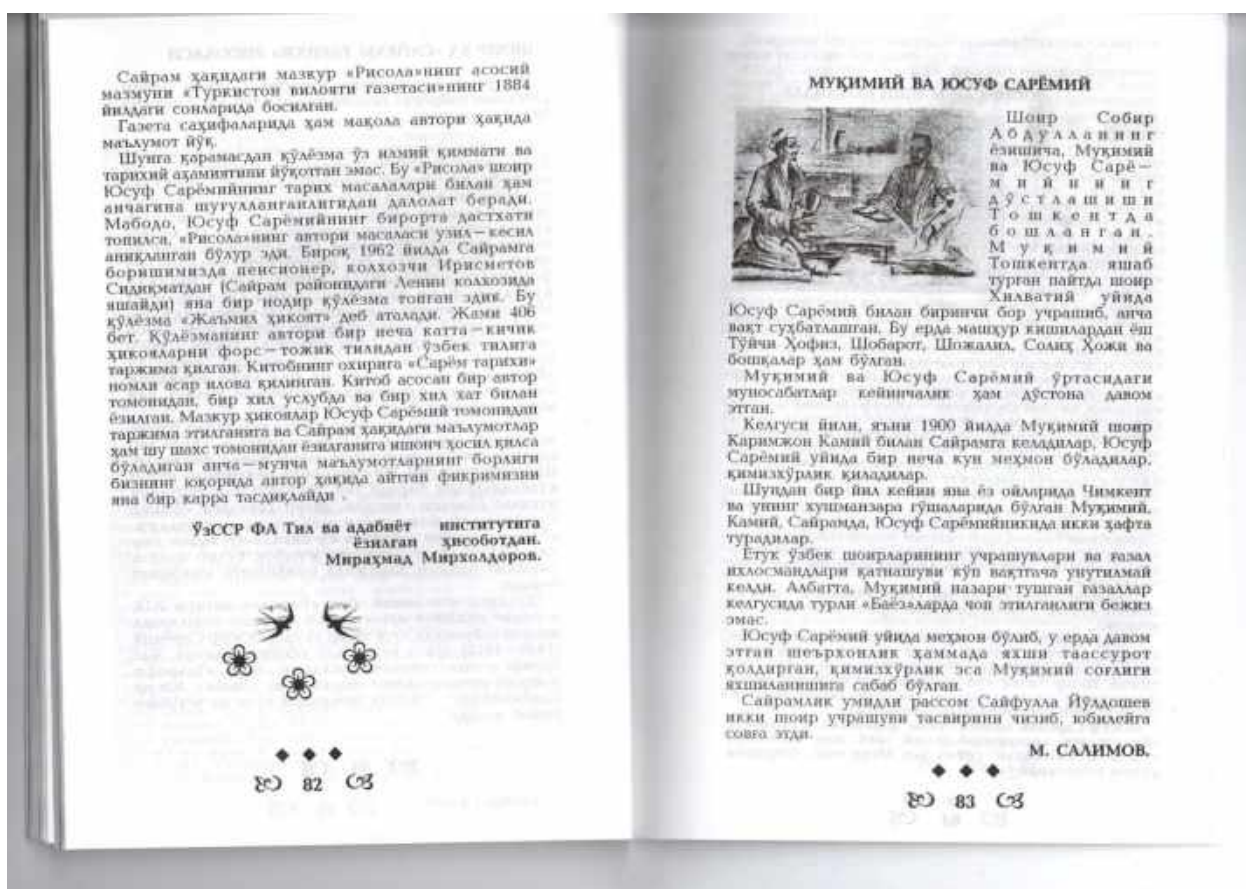 Сайрам ҳақидаги мазкур «Рисола»нинг асосий
мазмуни «Туркистон вилояти газетаси»нинг 1884
йилдаги сонларида босилган.
Газета саҳифаларида ҳам мақола автори ҳақида
маълумот йўқ.
Шунга қарамасдан қўлёзма ўз илмий қиммати ва
тарихий аҳамиятини йўқотган эмас. Бу «Рисола» шоир
Юсуф Сарёмийнинг тарих масалалари билан ҳам
анчагина шуғулланганлигидан далолат беради.
Мабодо, Юсуф Сарёмийнинг бирорта дастхати
топилса, «Рисола»нинг автори масаласи узил–кесил
аниқланган бўлур эди. Бироқ 1962 йилда Сайрамга
боришимизда пенсионер, колхозчи Ирисметов
Сидиқматдан (Сайрам районидаги Ленин колхозида
яшайди) яна бир нодир қўлёзма топган эдик. Бу
қўлёзма «Жаъмил ҳикоят» деб аталади. Жами 406
бет. Қўлёзманинг автори бир неча катта–кичик
ҳикояларни форс–тожик тилидан ўзбек тилига
таржима қилган. Китобнинг охирига «Сарём тарихи»
номли асар илова қилинган. Китоб асосан бир автор
томонидан, бир хил услубда ва бир хил хат билан
ёзилган. Мазкур ҳикоялар Юсуф Сарёмий томонидан
таржима этилганига ва Сайрам ҳақидаги маълумотлар
ҳам шу шахс томонидан ёзилганига ишонч ҳосил қилса
бўладиган анча–мунча маълумотларнинг борлиги
бизнинг юқорида автор ҳақида айтган фикримизни
яна бир карра тасдиқлайди .
ЎзССР ФА Тил ва адабиёт институтига
ёзилган ҳисоботдан.
Мираҳмад Мирхолдоров.
82
МУҚИМИЙ ВА ЮСУФ САРЁМИЙ
Шоир Собир
Абдулланинг
ёзишича, Муқимий
ва Юсуф Сарё–
мийнинг
дўстлашиши
Тошкентда
бошланган.
Муқимий
Тошкентда яшаб
турган пайтда шоир
Хилватий уйида
Юсуф Сарёмий билан биринчи бор учрашиб, анча
вақт суҳбатлашган. Бу ерда машҳур кишилардан ёш
Тўйчи Ҳофиз, Шобарот, Шожалил, Солиҳ Ҳожи ва
бошқалар ҳам бўлган.
Муқимий ва Юсуф Сарёмий ўртасидаги
муносабатлар кейинчалик ҳам дўстона давом
этган.
Келгуси йили, яъни 1900 йилда Муқимий шоир
Каримжон Камий билан Сайрамга келадилар, Юсуф
Сарёмий уйида бир неча кун меҳмон бўладилар,
қимизхўрлик қиладилар.
Шундан бир йил кейин яна ёз ойларида Чимкент
ва унинг хушманзара гўшаларида бўлган Муқимий,
Камий, Сайрамда, Юсуф Сарёмийникида икки ҳафта
турадилар.
Етук ўзбек шоирларининг учрашувлари ва ғазал
ихлосмандлари қатнашуви кўп вақтгача унутилмай
келди. Албатта, Муқимий назари тушган ғазаллар
келгусида турли «Баёз»ларда чоп этилганлиги бежиз
эмас.
Юсуф Сарёмий уйида меҳмон бўлиб, у ерда давом
этган шеърхонлик ҳаммада яхши таассурот
қолдирган, қимизхўрлик эса Муқимий соғлиги
яхшиланишига сабаб бўлган.
Сайрамлик умидли рассом Сайфулла Йўлдошев
икки шоир учрашуви тасвирини чизиб, юбилейга
совға этди.
М. САЛИМОВ.
83